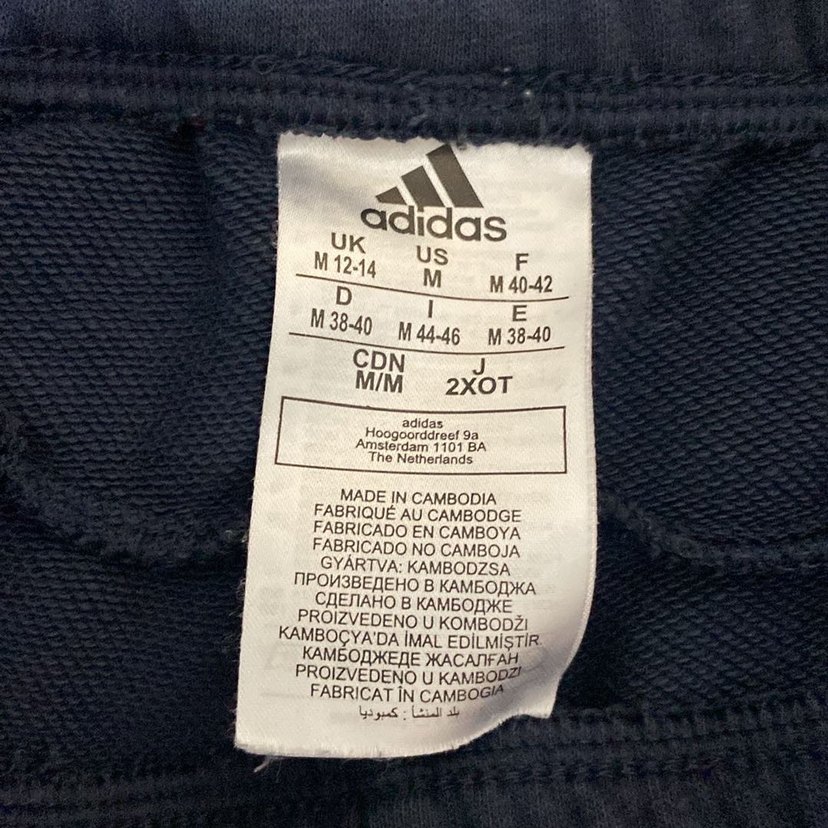 adidas
UK US F
M 12-14 M M 40-42
D I E
M 38-40 M 44-46 M 38-40
CDN J
M/M 2XOT
adidas
Hoogoorddreef 9a
Amsterdam 1101 BA
The Netherlands
MADE IN CAMBODIA
FABRIQUÉ AU CAMBODGE
FABRICADO EN CAMBOYA
FABRICADO NO CAMBOJA
GYÁRTVA: KAMBODZSA
ПРОИЗВЕДЕНО В КАМБОДЖА
СДЕЛАНО В КАМБОДЖЕ
PROIZVEDENO U KOMBODŽI
KAMBOÇYA'DA İMAL EDİLMİŞTİR.
КАМБОДЖЕДЕ ЖАСАЛҒАН
PROIZVEDENO U KAMBODŽI
FABRICAT ÎN CAMBOGIA
بلد المنشأ : كمبوديا